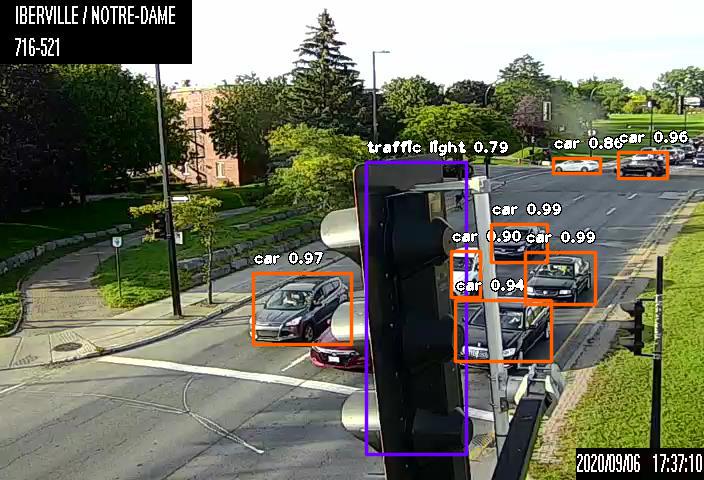 IBERVILLE / NOTRE-DAME
716-521
traffic light 0.79
car 0.86
car 0.96
car 0.99
car 0.90
car 0.99
car 0.97
car 0.94
2020/09/06 17:37:10